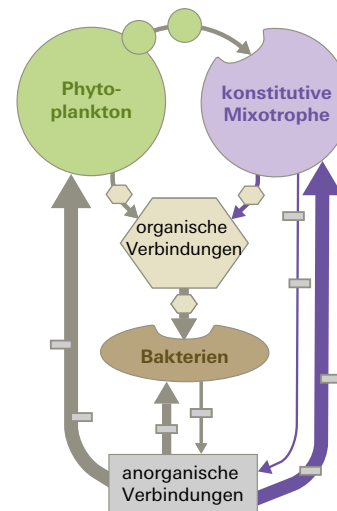 Phyto-
plankton
konstitutive
Mixotrophe
organische
Verbindungen
Bakterien
anorganische
Verbindungen